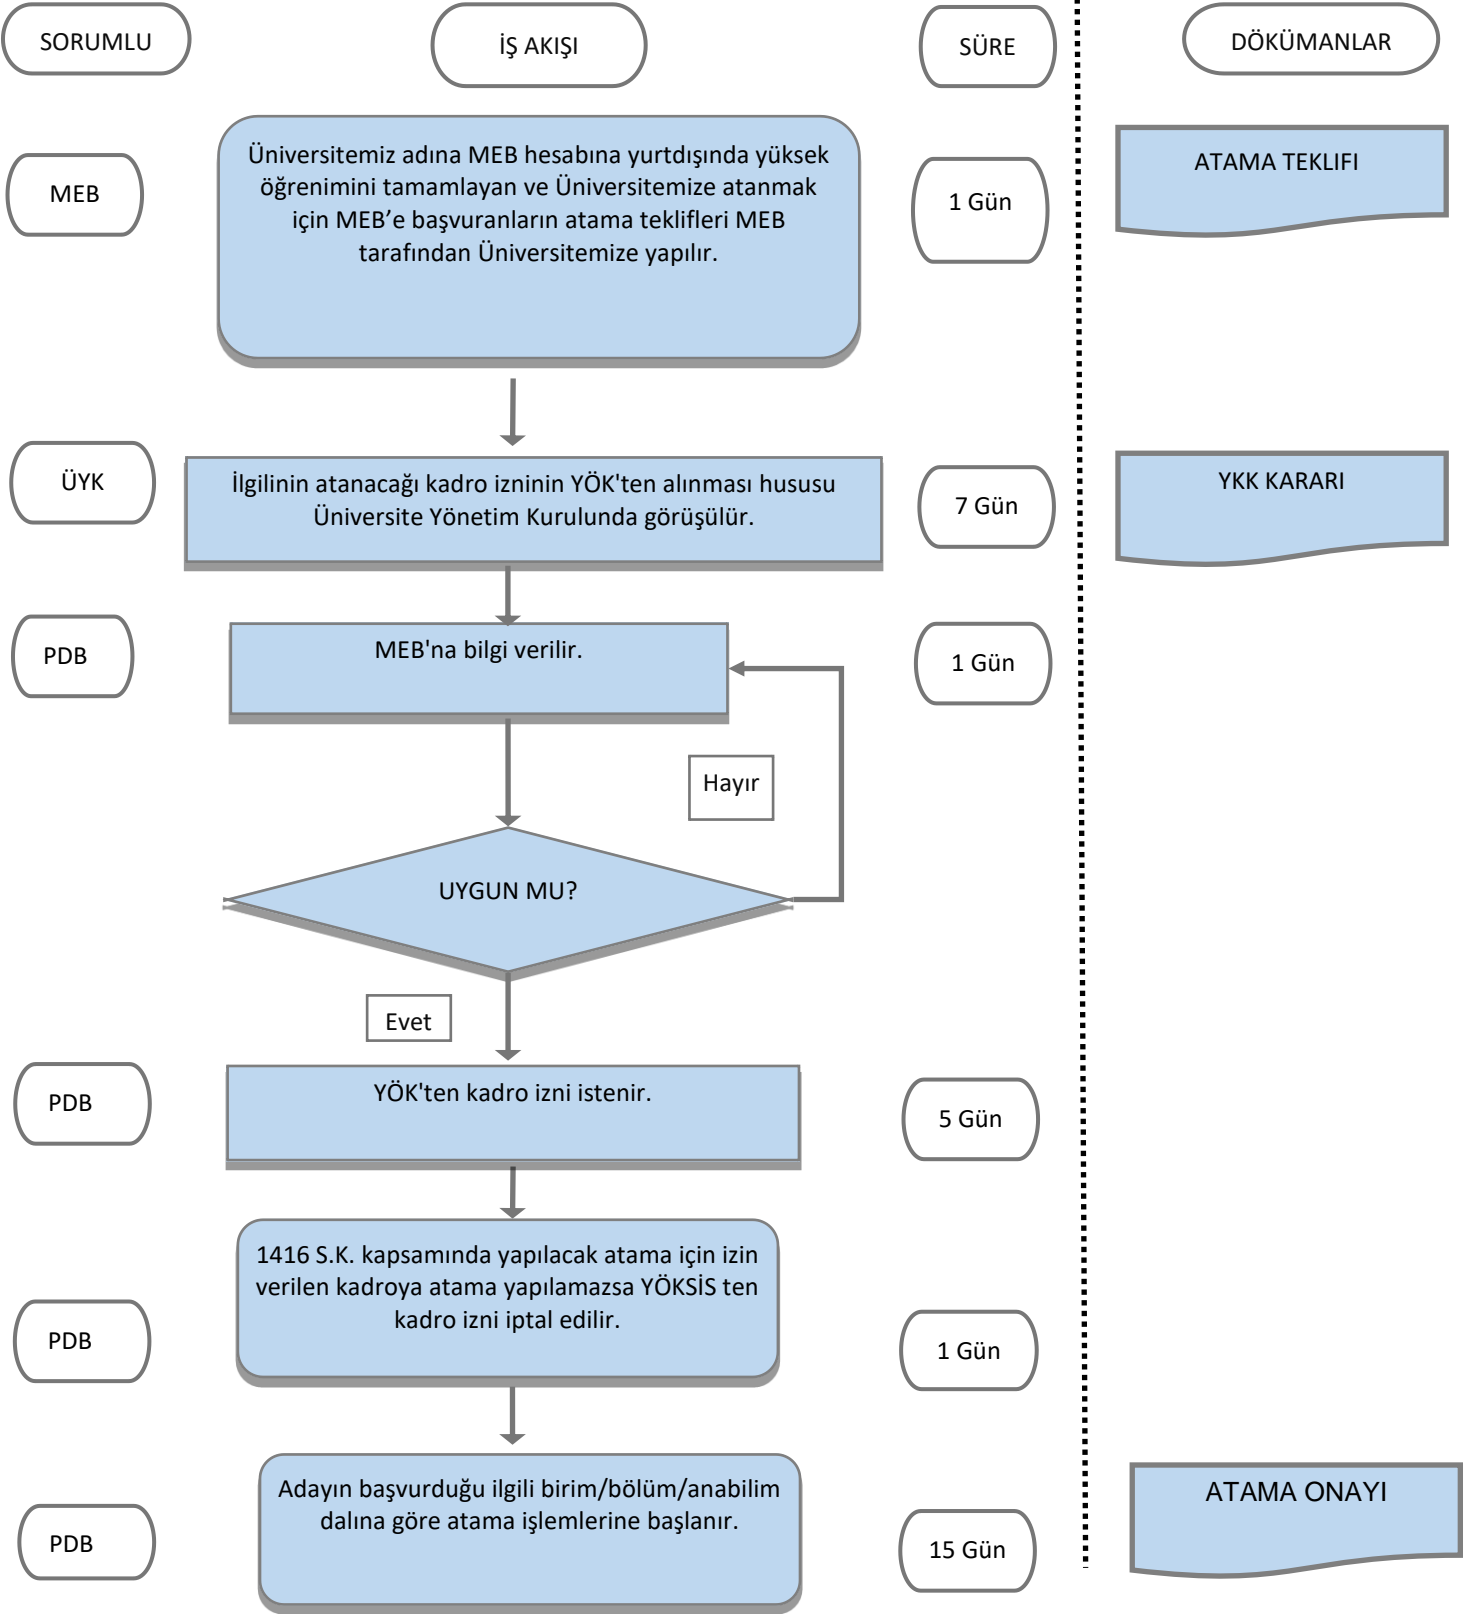 SORUMLU
İŞ AKIŞI
SÜRE
DÖKÜMANLAR
MEB
Üniversitemiz adına MEB hesabına yurtdışında yüksek
öğrenimini tamamlayan ve Üniversitemize atanmak
için MEB’e başvuranların atama teklifleri MEB
tarafından Üniversitemize yapılır.
1 Gün
ATAMA TEKLIFI
ÜYK
İlgilinin atanacağı kadro izninin YÖK'ten alınması hususu
Üniversite Yönetim Kurulunda görüşülür.
7 Gün
YKK KARARI
PDB
MEB'na bilgi verilir.
1 Gün
Hayır
UYGUN MU?
Evet
PDB
YÖK'ten kadro izni istenir.
5 Gün
PDB
1416 S.K. kapsamında yapılacak atama için izin
verilen kadroya atama yapılamazsa YÖKSİS ten
kadro izni iptal edilir.
1 Gün
PDB
Adayın başvurduğu ilgili birim/bölüm/anabilim
dalına göre atama işlemlerine başlanır.
15 Gün
ATAMA ONAYI